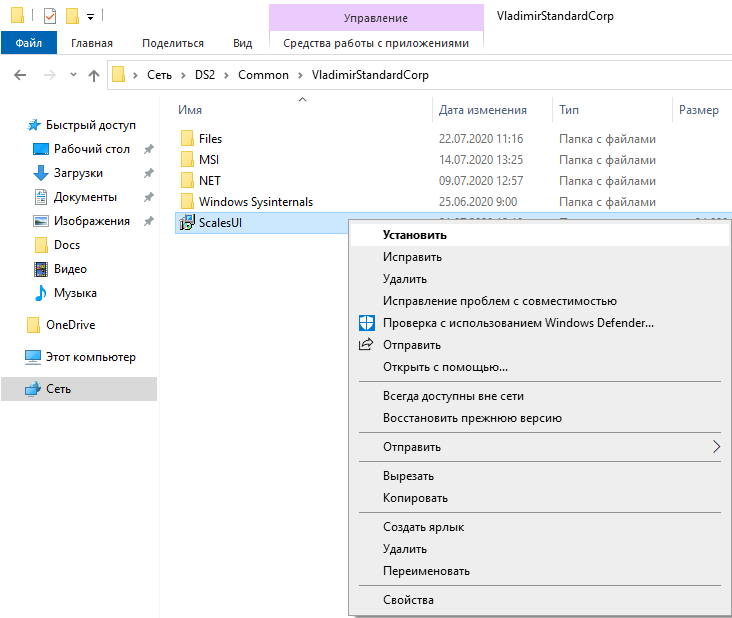 Управление
VladimirStandardCorp
Файл
Главная
Поделиться
Вид
Средства работы с приложениями
Сеть
DS2
Common
VladimirStandardCorp
Имя
Дата изменения
Тип
Размер
Быстрый доступ
Рабочий стол
Загрузки
Документы
Изображения
Docs
Видео
Музыка
OneDrive
Этот компьютер
Сеть
Files 22.07.2020 11:16 Папка с файлами
MSI 14.07.2020 13:25 Папка с файлами
NET 09.07.2020 12:57 Папка с файлами
Windows Sysinternals 25.06.2020 9:00 Папка с файлами
ScalesUI
Установить
Исправить
Удалить
Исправление проблем с совместимостью
Проверка с использованием Windows Defender...
Отправить
Открыть с помощью...
Всегда доступны вне сети
Восстановить прежнюю версию
Отправить
Вырезать
Копировать
Создать ярлык
Удалить
Переименовать
Свойства